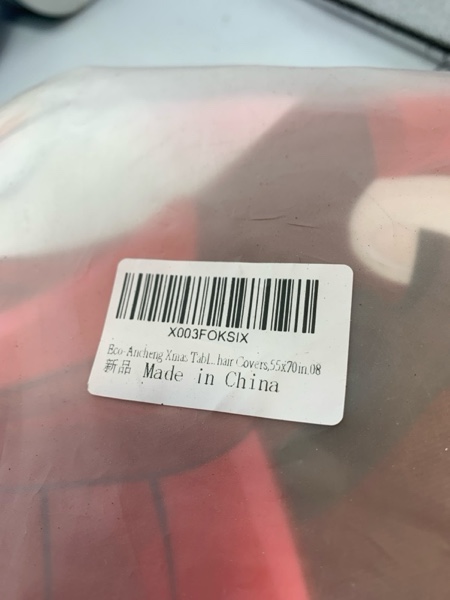 X003FOKSIX
Eco-Ancheng Xmas Tabl...hair Covers,55x70in,08
新品 Made in China